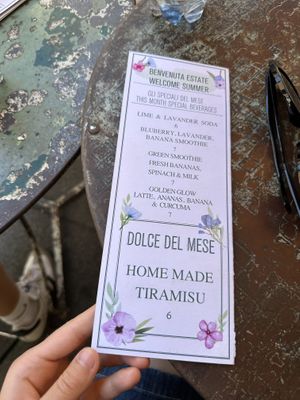 BENVENUTA ESTATE
WELCOME SUMMER
GLI SPECIALI DEL MESE
THIS MONTH SPECIAL BEVERAGES
LIME & LAVANDER SODA
6
BLUBERRY, LAVANDER,
BANANA SMOOTHIE
7
GREEN SMOOTHIE
FRESH BANANAS,
SPINACH & MILK
7
GOLDEN GLOW
LATTE, ANANAS, BANANA
& CURCUMA
7
DOLCE DEL MESE
HOME MADE
TIRAMISU
6